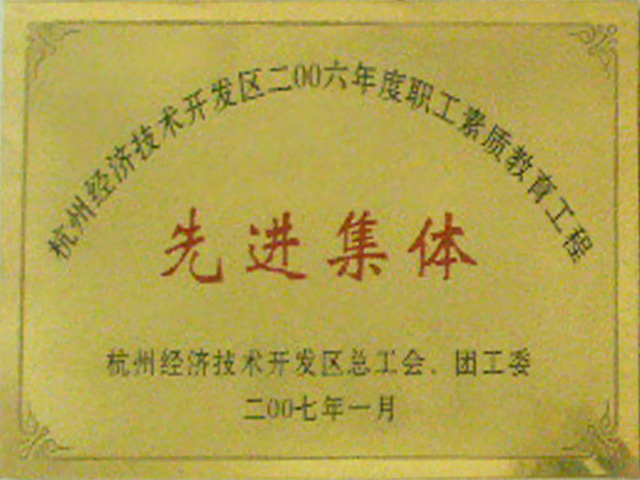 杭州经济技术开发区二00六年度职工素质教育工程
先进集体
杭州经济技术开发区总工会、团工委
二00七年一月